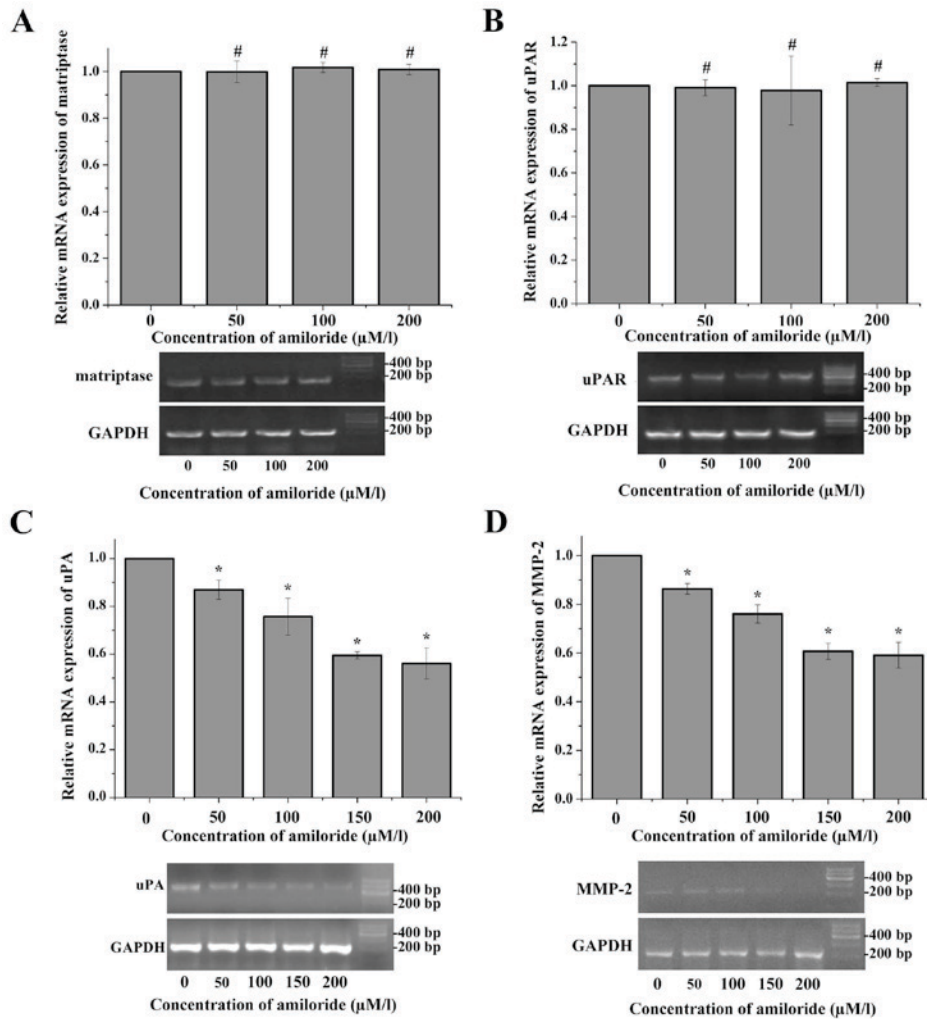 A
Relative mRNA expression of matriptase
1.0
0.8
0.6
0.4
0.2
0.0
# # #
0 50 100 200
Concentration of amiloride (µM/l)
matriptase
400 bp
200 bp
GAPDH
400 bp
200 bp
0 50 100 200
Concentration of amiloride (µM/l)
B
Relative mRNA expression of uPAR
1.2
1.0
0.8
0.6
0.4
0.2
0.0
# # #
0 50 100 200
Concentration of amiloride (µM/l)
uPAR
400 bp
200 bp
GAPDH
400 bp
200 bp
0 50 100 200
Concentration of amiloride (µM/l)
C
Relative mRNA expression of uPA
1.0
0.8
0.6
0.4
0.2
0.0
* * * *
0 50 100 150 200
Concentration of amiloride (µM/l)
uPA
400 bp
200 bp
GAPDH
400 bp
200 bp
0 50 100 150 200
Concentration of amiloride (µM/l)
D
Relative mRNA expression of MMP-2
1.0
0.8
0.6
0.4
0.2
0.0
* * * *
0 50 100 150 200
Concentration of amiloride (µM/l)
MMP-2
400 bp
200 bp
GAPDH
400 bp
200 bp
0 50 100 150 200
Concentration of amiloride (µM/l)